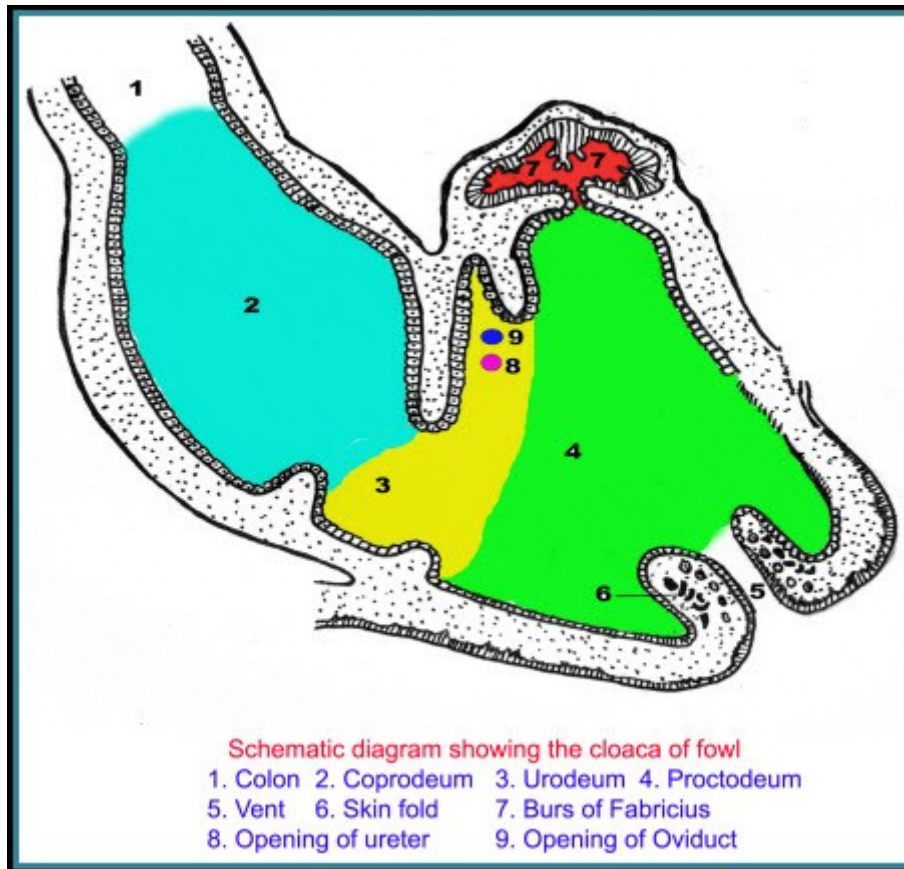 1
2
7 7
9
8
3
4
5
6
Schematic diagram showing the cloaca of fowl
1. Colon 2. Coprodeum 3. Urodeum 4. Proctodeum
5. Vent 6. Skin fold 7. Burs of Fabricius
8. Opening of ureter 9. Opening of Oviduct